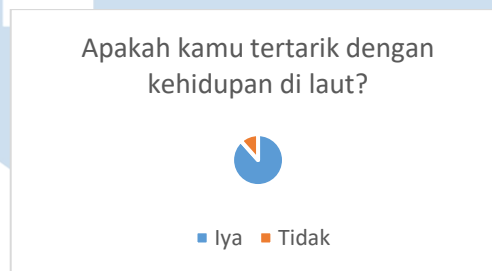 Apakah kamu tertarik dengan
kehidupan di laut?
Iya Tidak